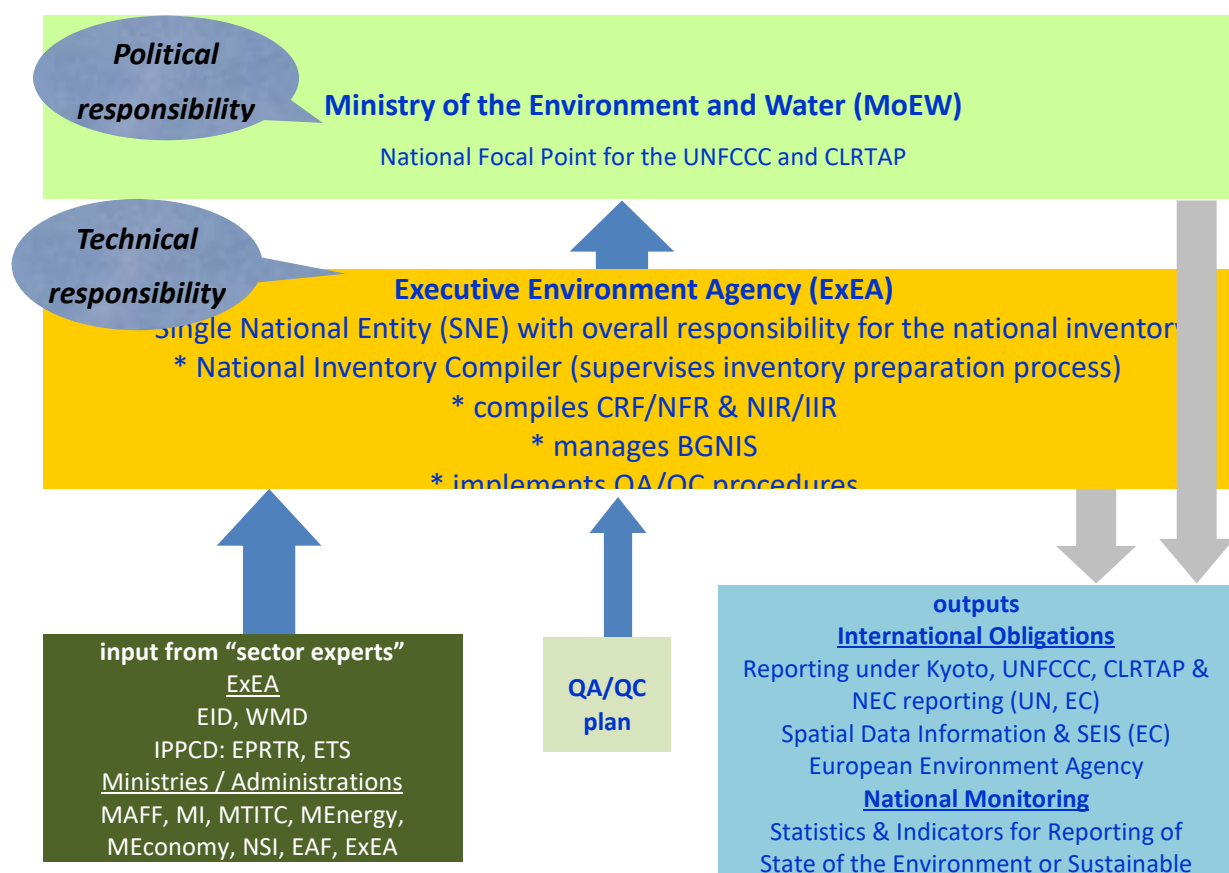 Political
responsibility
Ministry of the Environment and Water (MoEW)
National Focal Point for the UNFCCC and CLRTAP
Technical
responsibility
Executive Environment Agency (ExEA)
Single National Entity (SNE) with overall responsibility for the national inventory
* National Inventory Compiler (supervises inventory preparation process)
* compiles CRF/NFR & NIR/IIR
* manages BGNIS
* implements QA/QC procedures
input from “sector experts”
ExEA
EID, WMD
IPPCD: EPRTR, ETS
Ministries / Administrations
MAFF, MI, MTITC, MEnergy,
MEconomy, NSI, EAF, ExEA
QA/QC
plan
outputs
International Obligations
Reporting under Kyoto, UNFCCC, CLRTAP &
NEC reporting (UN, EC)
Spatial Data Information & SEIS (EC)
European Environment Agency
National Monitoring
Statistics & Indicators for Reporting of
State of the Environment or Sustainable